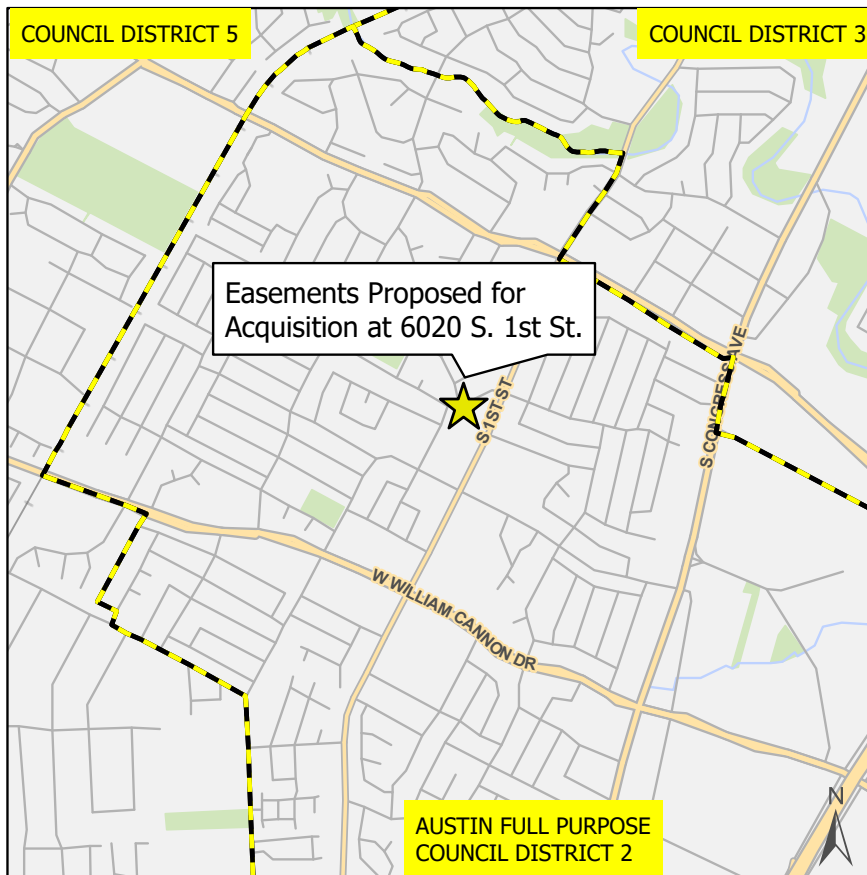 COUNCIL DISTRICT 5
COUNCIL DISTRICT 3
Easements Proposed for
Acquisition at 6020 S. 1st St.
S 1ST ST
S CONGRESS AVE
W WILLIAM CANNON DR
AUSTIN FULL PURPOSE
COUNCIL DISTRICT 2
N